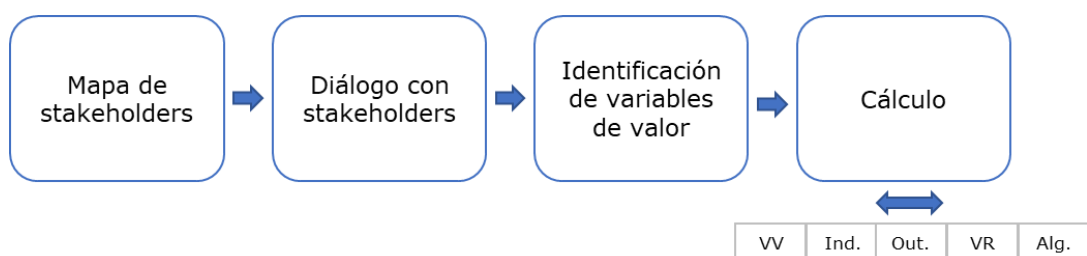 Mapa de
stakeholders
Diálogo con
stakeholders
Identificación
de variables
de valor
Cálculo
VV Ind. Out. VR Alg.